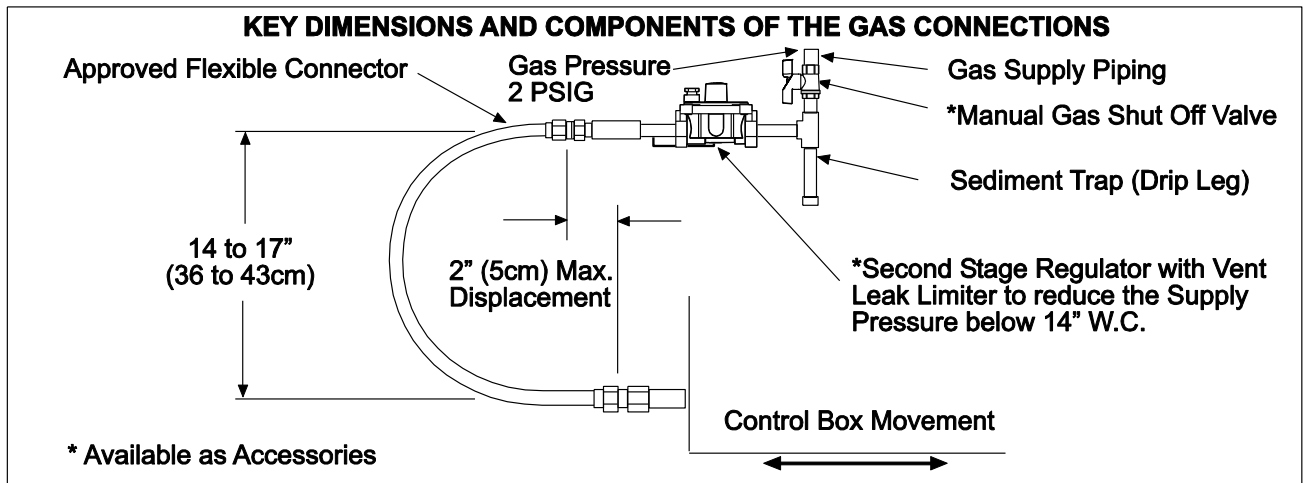 KEY DIMENSIONS AND COMPONENTS OF THE GAS CONNECTIONS
Approved Flexible Connector
Gas Pressure
2 PSIG
Gas Supply Piping
*Manual Gas Shut Off Valve
Sediment Trap (Drip Leg)
14 to 17”
(36 to 43cm)
2” (5cm) Max.
Displacement
*Second Stage Regulator with Vent
Leak Limiter to reduce the Supply
Pressure below 14” W.C.
Control Box Movement
* Available as Accessories